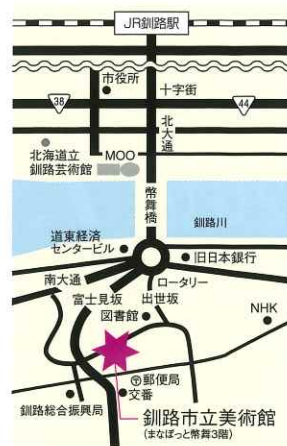 JR釧路駅
市役所
十字街
38
44
北大通
北海道立
釧路芸術館
MOO
幣舞橋
釧路川
道東経済
センタービル
旧日本銀行
南大通
ロータリー
富士見坂
出世坂
図書館
NHK
〒郵便局
交番
釧路総合振興局
釧路市立美術館
(まなぼっと幣舞3階)